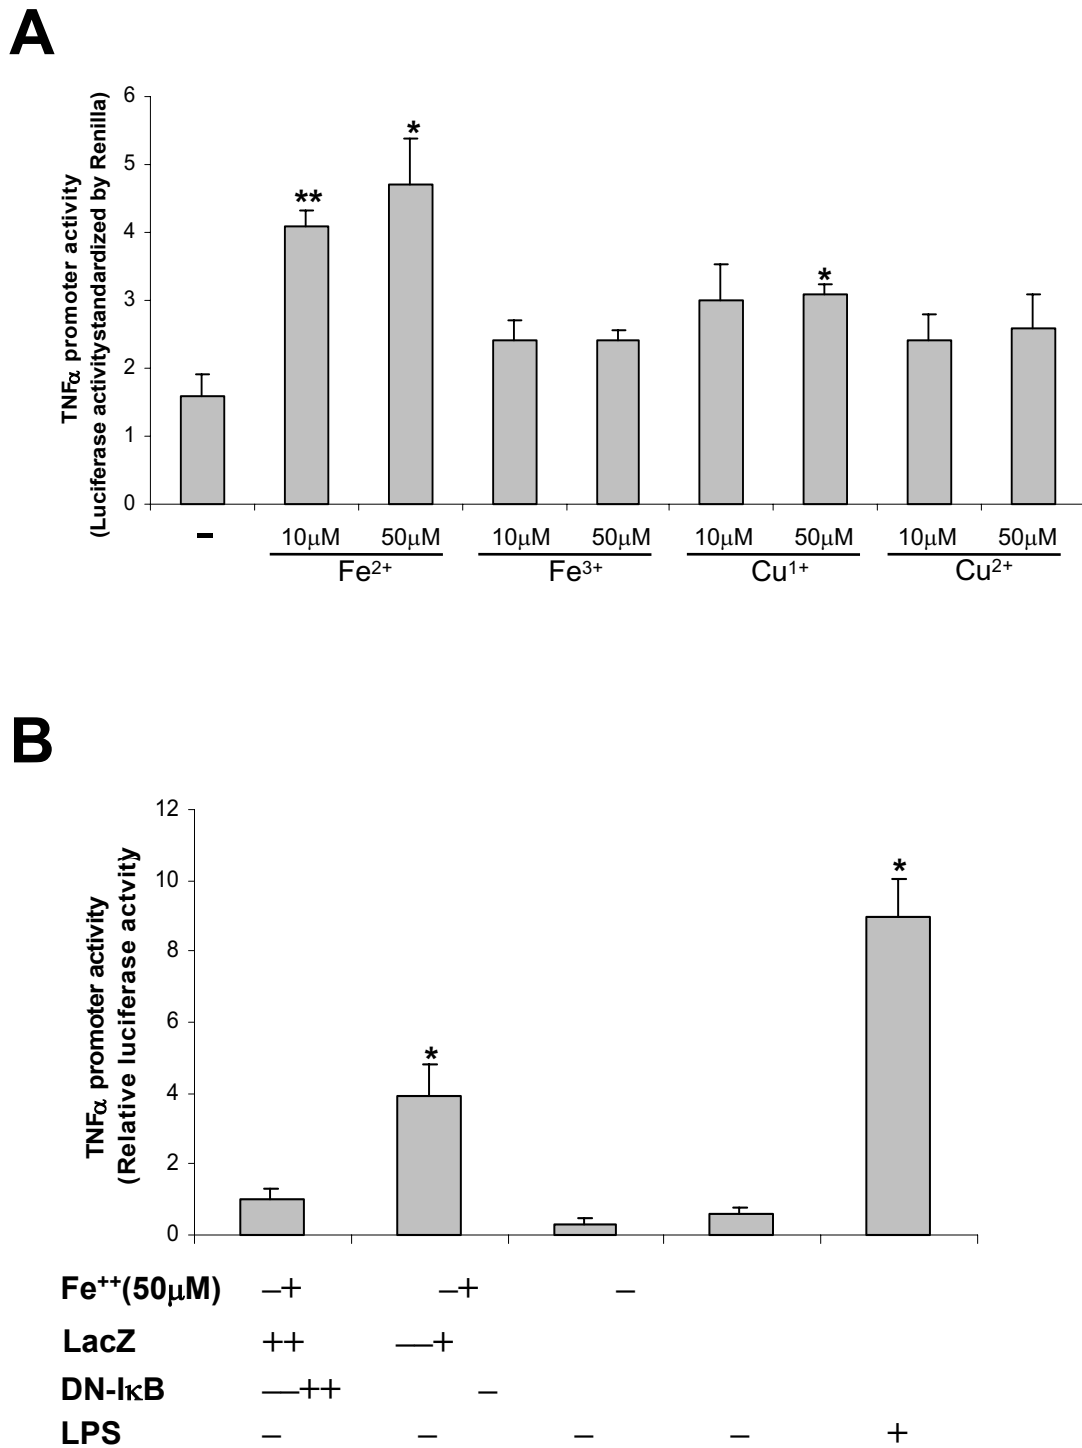 A
6
5
4
3
2
1
0
TNFα promoter activity
(Luciferase activitystandardized by Renilla)
** * *
- 10μM 50μM 10μM 50μM 10μM 50μM 10μM 50μM
Fe²⁺ Fe³⁺ Cu¹⁺ Cu²⁺
B
12
10
8
6
4
2
0
TNFα promoter activity
(Relative luciferase actvity)
* *
Fe⁺⁺(50μM) –+ –+ –
LacZ ++ ––+
DN-IκB ––++ –
LPS – – – – +